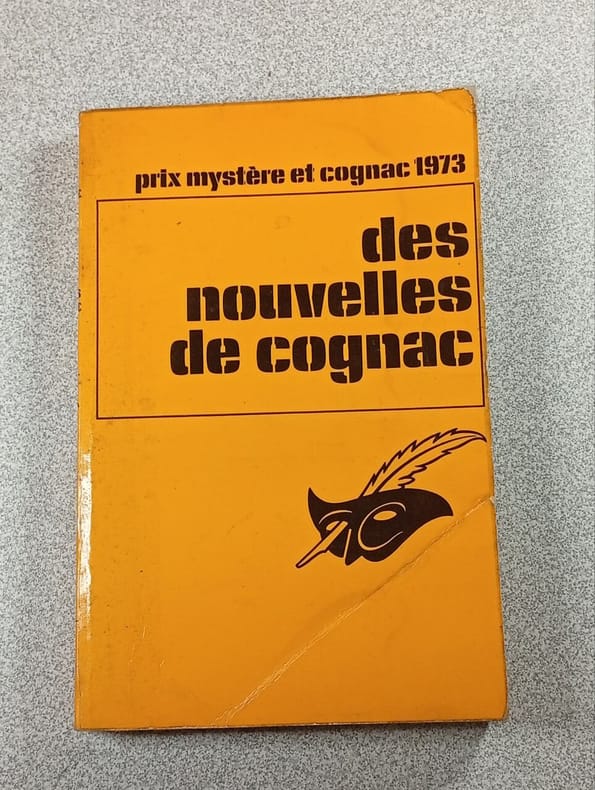 prix mystère et cognac 1973
des
nouvelles
de cognac